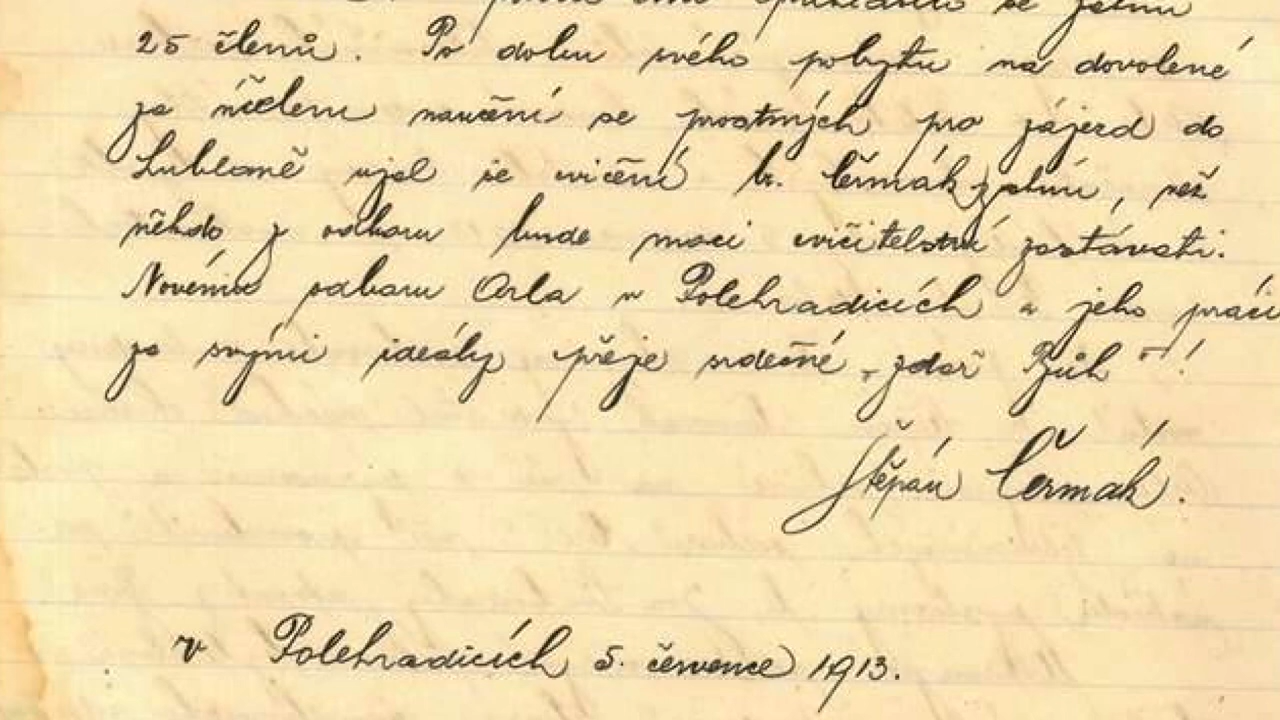 se
25 členů. Po dobu svého pobytu na dovolené
za účelem naučení se prostných pro zájezd do
Lublaně ujal se cvičení br. Čermák zatím, než
někdo z odboru bude moci cvičitelství zastávati.
Novému odboru Orla v Polehradicích a jeho práci
za svými ideály přeje srdečné „zdař Bůh"!
Štěpán Čermák.
v Polehradicích 5. července 1913.